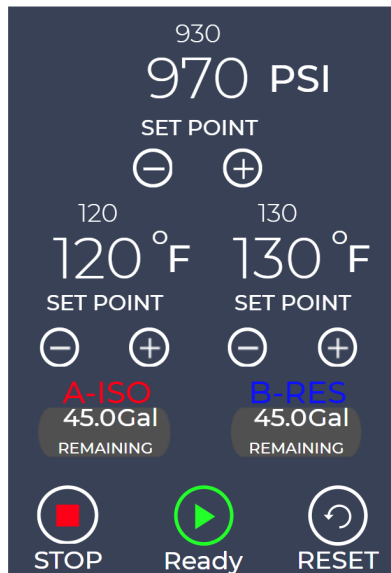 930
970 PSI
SET POINT
120 130
120 °F 130 °F
SET POINT SET POINT
A-ISO B-RES
45.0Gal 45.0Gal
REMAINING REMAINING
STOP Ready RESET